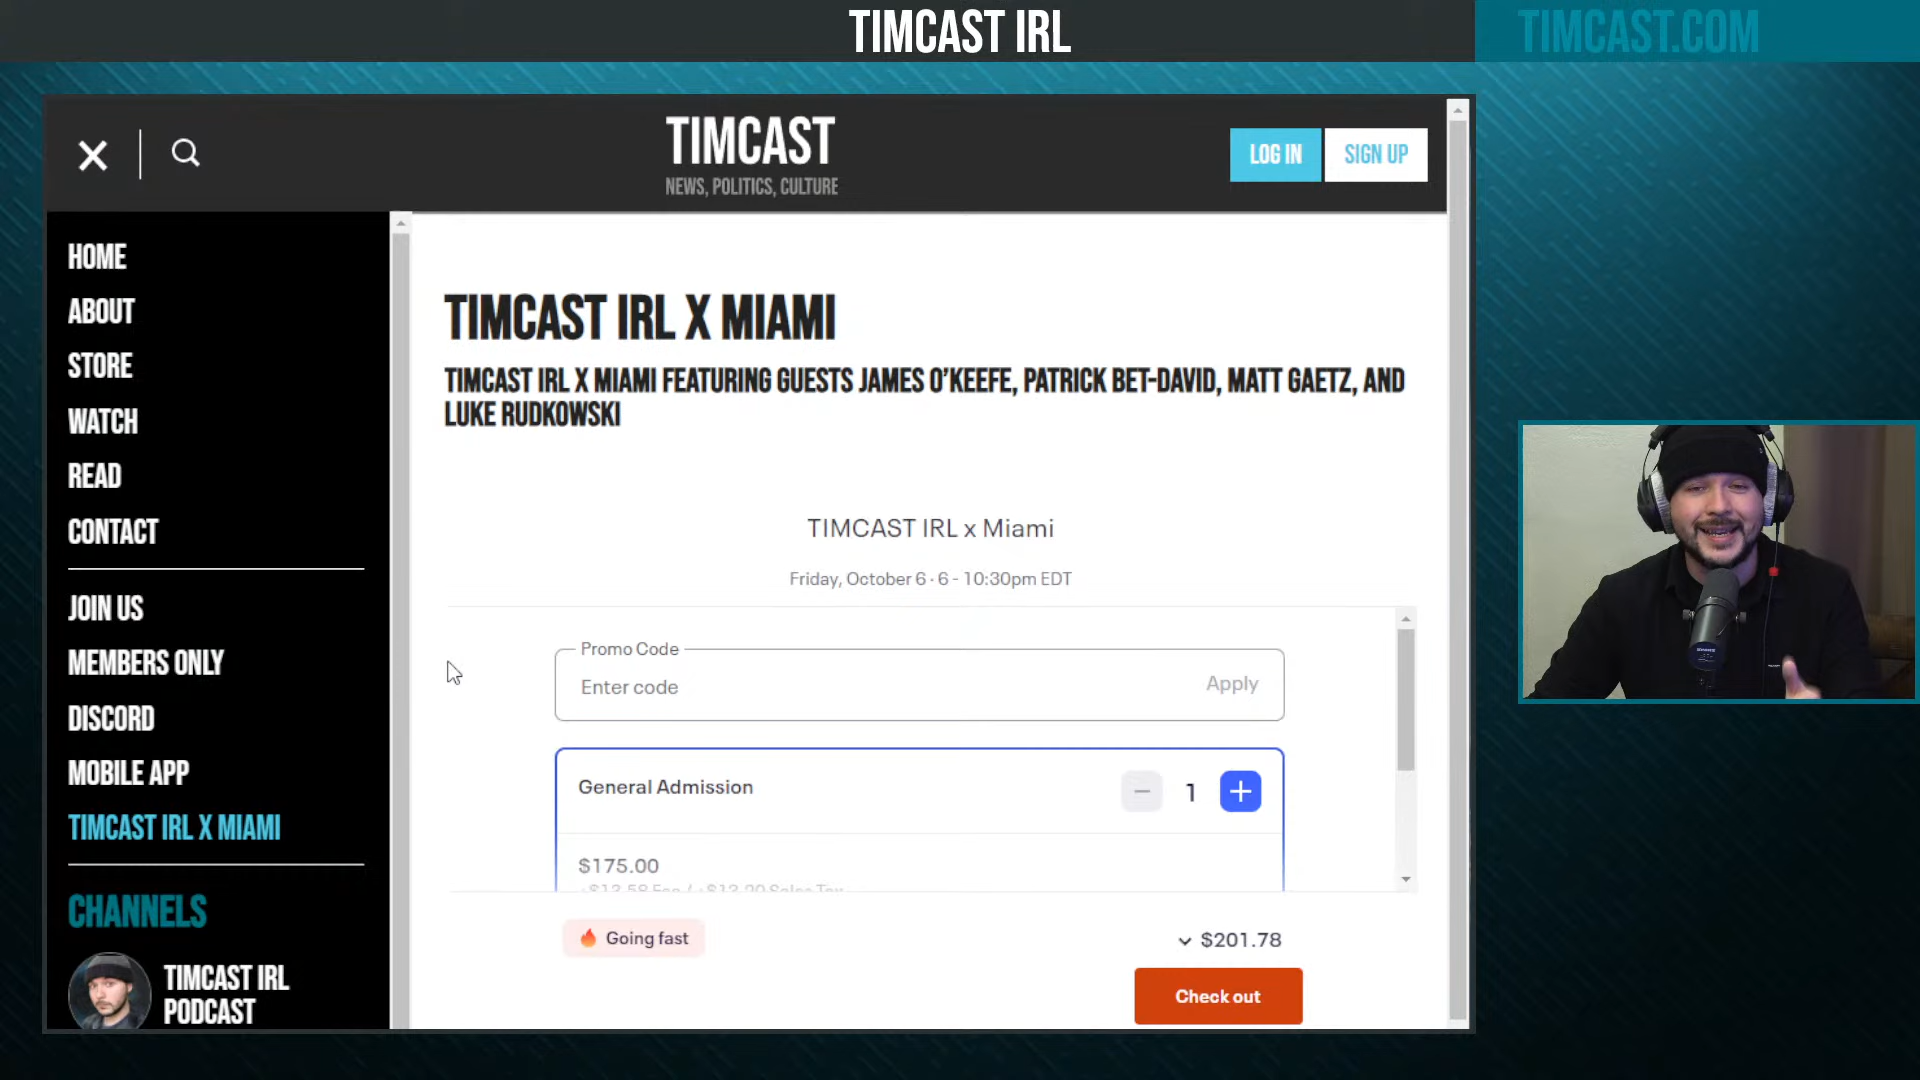 TIMCAST IRL
TIMCAST.COM
TIMCAST
NEWS, POLITICS, CULTURE
LOG IN
SIGN UP
HOME
ABOUT
STORE
WATCH
READ
CONTACT
JOIN US
MEMBERS ONLY
DISCORD
MOBILE APP
TIMCAST IRL X MIAMI
CHANNELS
TIMCAST IRL
PODCAST
TIMCAST IRL X MIAMI
TIMCAST IRL X MIAMI FEATURING GUESTS JAMES O'KEEFE, PATRICK BET-DAVID, MATT GAETZ, AND
LUKE RUDKOWSKI
TIMCAST IRL x Miami
Friday, October 6 · 6 - 10:30pm EDT
Promo Code
Enter code
Apply
General Admission
1
$175.00
Going fast
$201.78
Check out